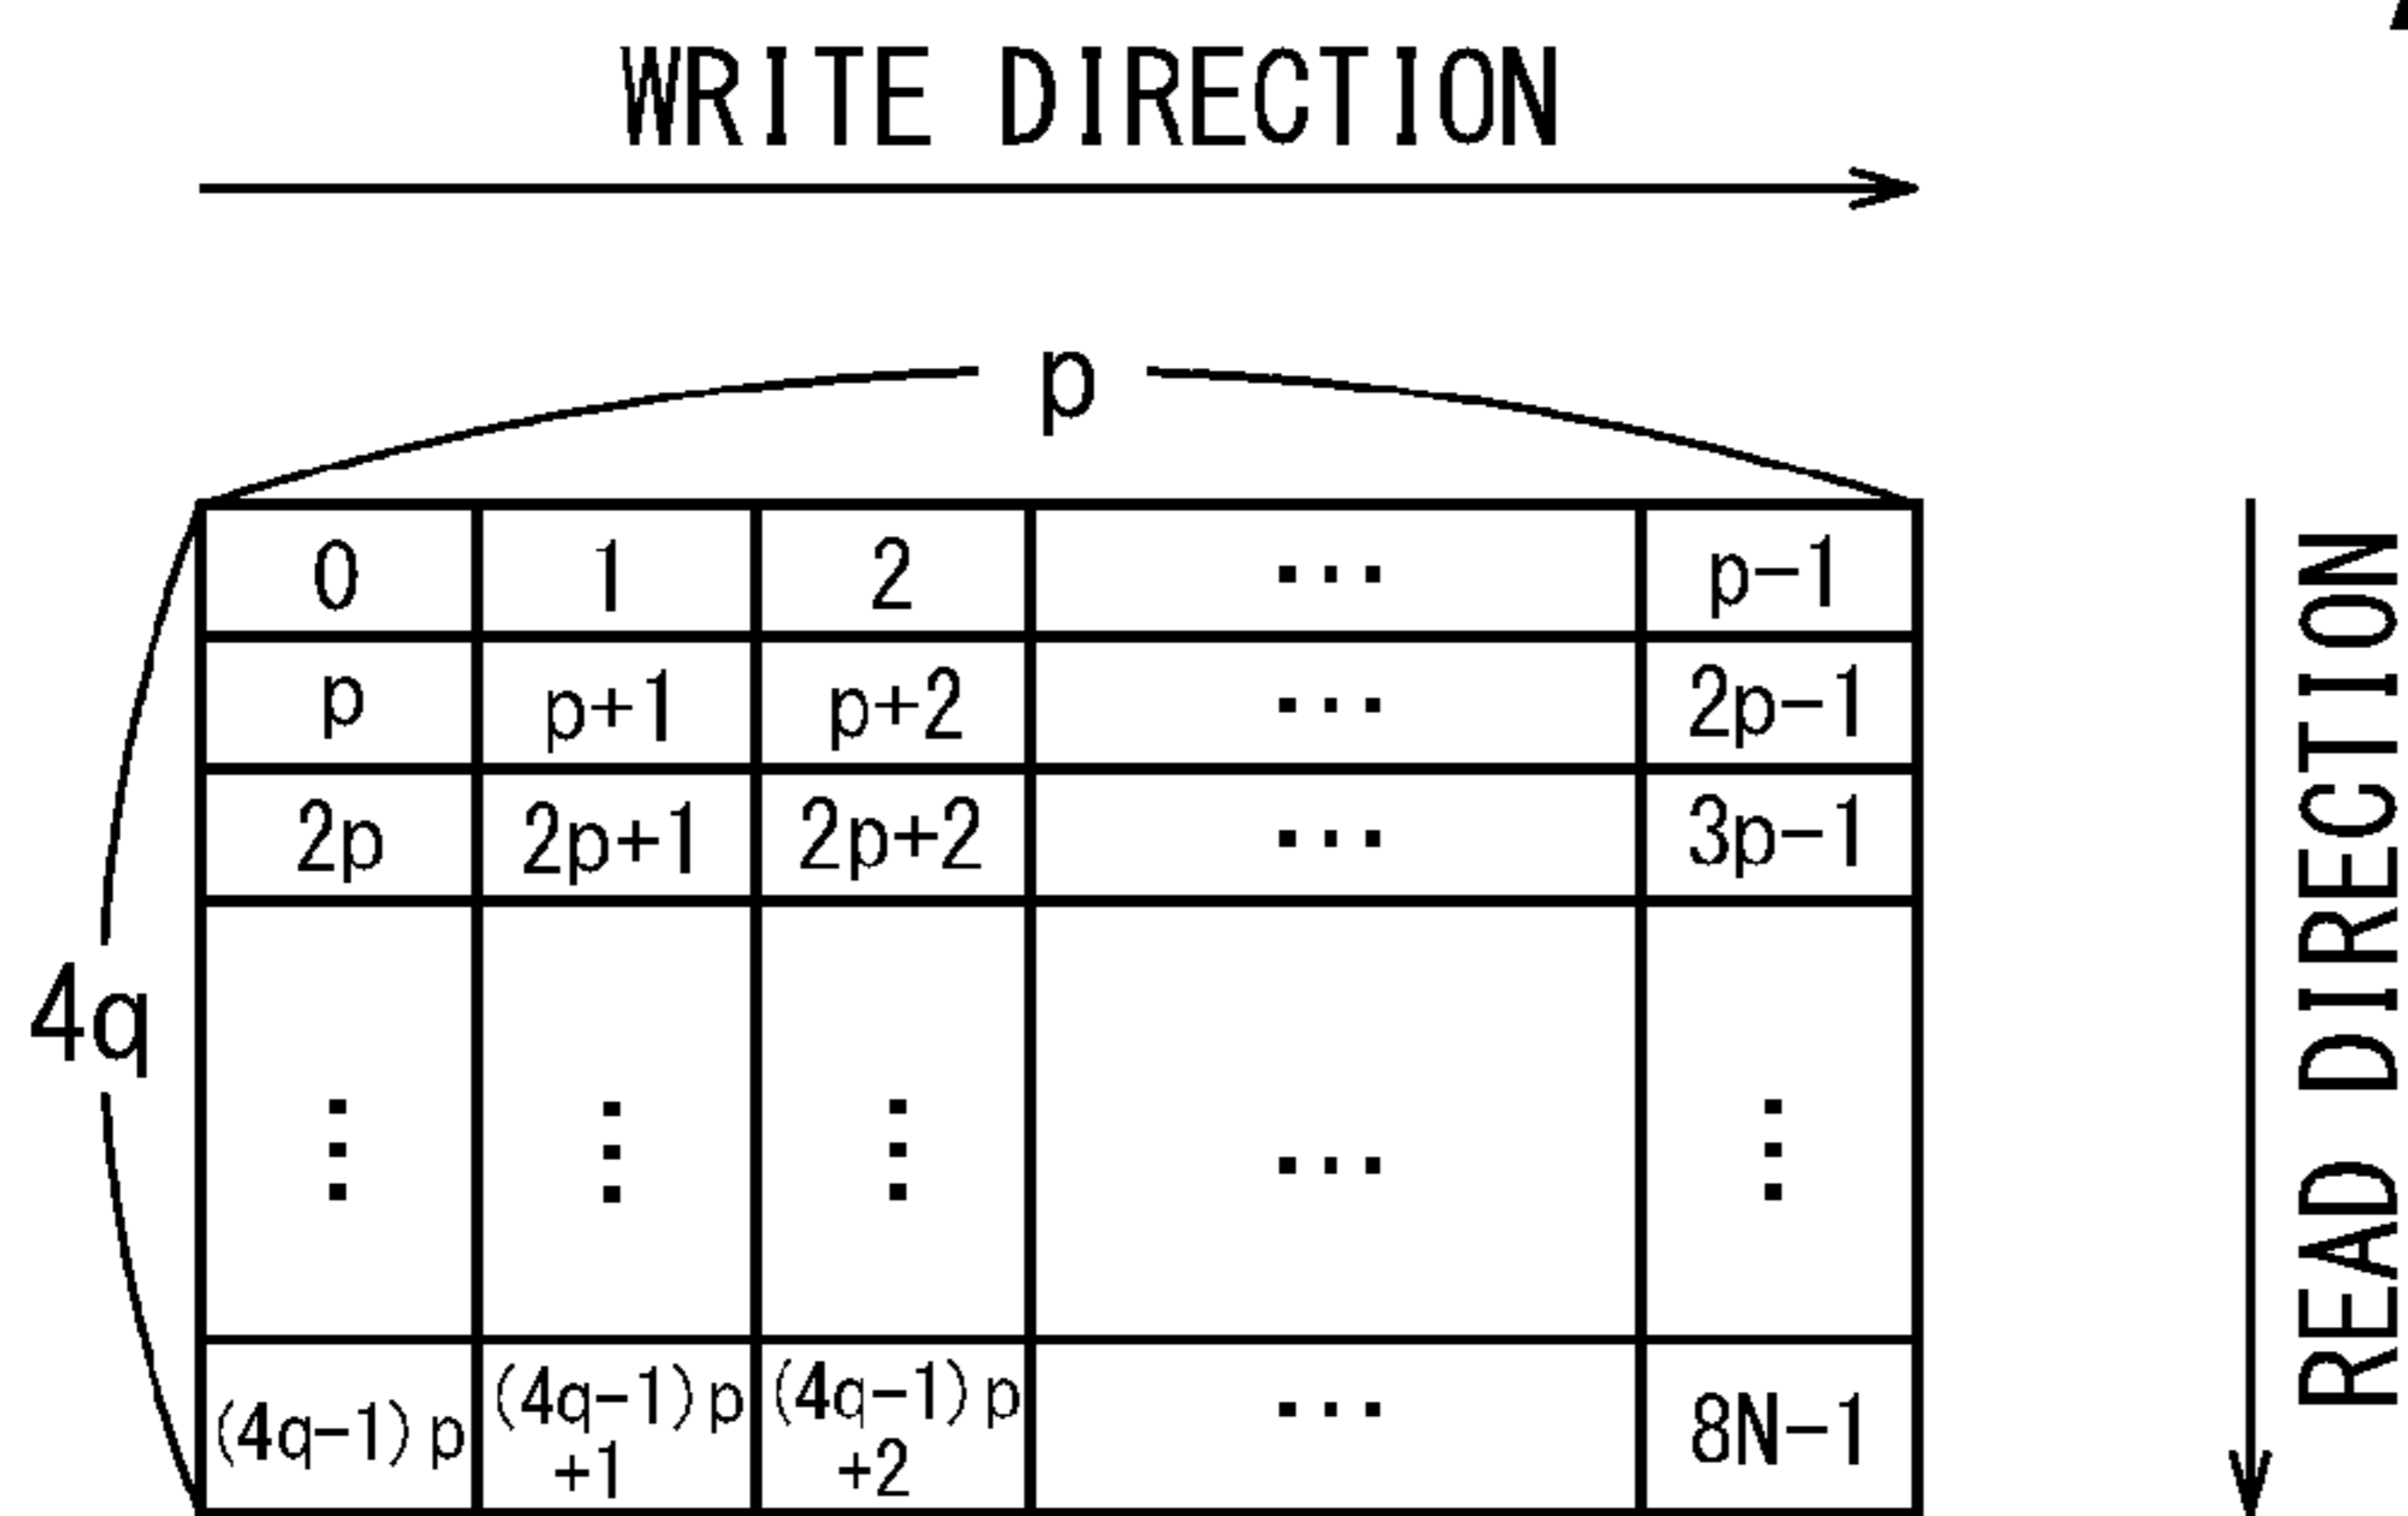 WRITE DIRECTION
p
0 1 2 ... p-1
p p+1 p+2 ... 2p-1
2p 2p+1 2p+2 ... 3p-1
4q
⋮ ⋮ ⋮ ... ⋮
(4q-1)p (4q-1)p (4q-1)p ... 8N-1
+1 +2
READ DIRECTION